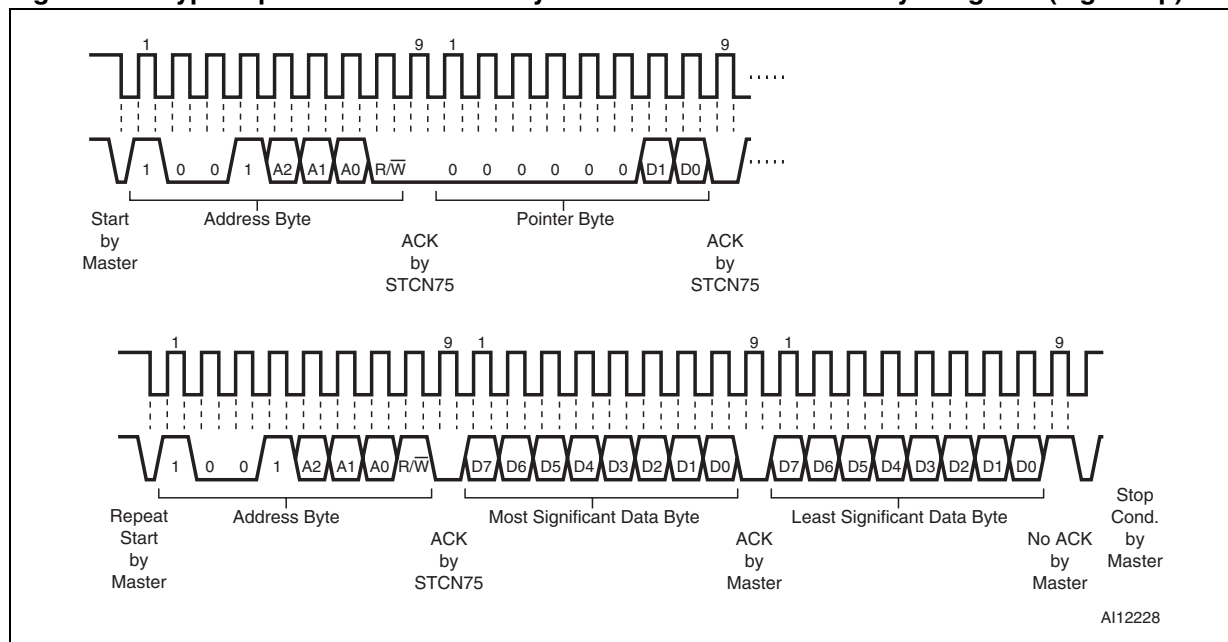 1 9 1 9
1 0 0 1 A2 A1 A0 R/W 0 0 0 0 0 0 D1 D0
Start by Master
Address Byte
ACK by STCN75
Pointer Byte
ACK by STCN75
1 9 1 9 1 9
1 0 0 1 A2 A1 A0 R/W D7 D6 D5 D4 D3 D2 D1 D0 D7 D6 D5 D4 D3 D2 D1 D0
Repeat Start by Master
Address Byte
ACK by STCN75
Most Significant Data Byte
ACK by Master
Least Significant Data Byte
No ACK by Master
Stop Cond. by Master
AI12228